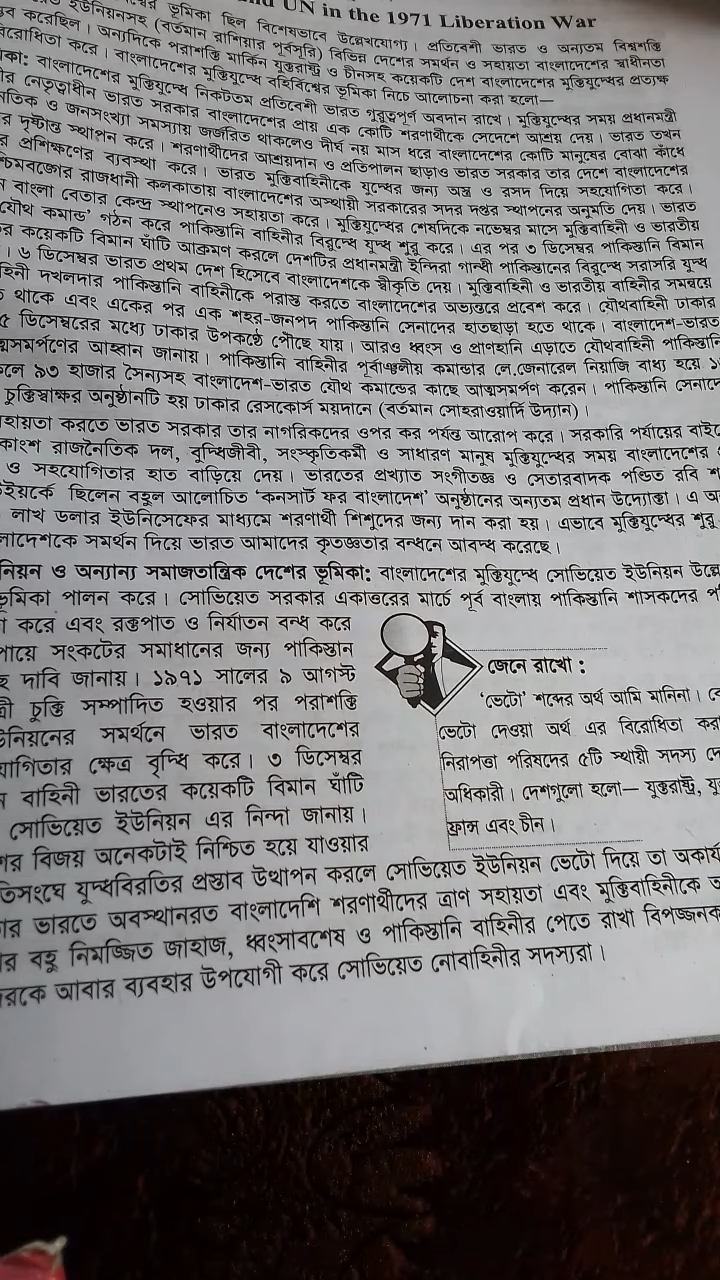 and UN in the 1971 Liberation War
ইউনিয়নসহ (বর্তমান রাশিয়ার পূর্বসূরি) বিভিন্ন দেশের সমর্থন ও সহায়তা বাংলাদেশের স্বাধীনতা
ভূমিকা ছিল বিশেষভাবে উল্লেখযোগ্য। প্রতিবেশী ভারত ও অন্যতম বিশ্বশক্তি
করেছিল। অন্যদিকে পরাশক্তি মার্কিন যুক্তরাষ্ট্র ও চীনসহ কয়েকটি দেশ বাংলাদেশের মুক্তিযুদ্ধের প্রত্যক্ষ
বিরোধিতা করে। বাংলাদেশের মুক্তিযুদ্ধে বহির্বিশ্বের ভূমিকা নিচে আলোচনা করা হলো—
বাংলাদেশের মুক্তিযুদ্ধে নিকটতম প্রতিবেশী ভারত গুরুত্বপূর্ণ অবদান রাখে। মুক্তিযুদ্ধের সময় প্রধানমন্ত্রী
নেতৃত্বাধীন ভারত সরকার বাংলাদেশের প্রায় এক কোটি শরণার্থীকে সেদেশে আশ্রয় দেয়। ভারত তখন
ও জনসংখ্যা সমস্যায় জর্জরিত থাকলেও দীর্ঘ নয় মাস ধরে বাংলাদেশের কোটি মানুষের বোঝা কাঁধে
দৃষ্টান্ত স্থাপন করে। শরণার্থীদের আশ্রয়দান ও প্রতিপালন ছাড়াও ভারত সরকার তার দেশে বাংলাদেশের
প্রশিক্ষণের ব্যবস্থা করে। ভারত মুক্তিবাহিনীকে যুদ্ধের জন্য অস্ত্র ও রসদ দিয়ে সহযোগিতা করে।
রাজধানী কলকাতায় বাংলাদেশের অস্থায়ী সরকারের সদর দপ্তর স্থাপনের অনুমতি দেয়। ভারত
বাংলা বেতার কেন্দ্র স্থাপনেও সহায়তা করে। মুক্তিযুদ্ধের শেষদিকে নভেম্বর মাসে মুক্তিবাহিনী ও ভারতীয়
যৌথ কমান্ড’ গঠন করে পাকিস্তানি বাহিনীর বিরুদ্ধে যুদ্ধ শুরু করে। এর পর ৩ ডিসেম্বর পাকিস্তানি বিমান
কয়েকটি বিমান ঘাঁটি আক্রমণ করলে দেশটির প্রধানমন্ত্রী ইন্দিরা গান্ধী পাকিস্তানের বিরুদ্ধে সরাসরি যুদ্ধ
। ৬ ডিসেম্বর ভারত প্রথম দেশ হিসেবে বাংলাদেশকে স্বীকৃতি দেয়। মুক্তিবাহিনী ও ভারতীয় বাহিনীর সমন্বয়ে
দখলদার পাকিস্তানি বাহিনীকে পরাস্ত করতে বাংলাদেশের অভ্যন্তরে প্রবেশ করে। যৌথবাহিনী ঢাকার
থাকে এবং একের পর এক শহর-জনপদ পাকিস্তানি সেনাদের হাতছাড়া হতে থাকে। বাংলাদেশ-ভারত
ডিসেম্বরের মধ্যে ঢাকার উপকণ্ঠে পৌঁছে যায়। আরও ধ্বংস ও প্রাণহানি এড়াতে যৌথবাহিনী পাকিস্তানি
আহ্বান জানায়। পাকিস্তানি বাহিনীর পূর্বাঞ্চলীয় কমান্ডার লে.জেনারেল নিয়াজি বাধ্য হয়ে
৯৩ হাজার সৈন্যসহ বাংলাদেশ-ভারত যৌথ কমান্ডের কাছে আত্মসমর্পণ করেন। পাকিস্তানি
চুক্তিস্বাক্ষর অনুষ্ঠানটি হয় ঢাকার রেসকোর্স ময়দানে (বর্তমান সোহরাওয়ার্দি উদ্যান)।
করতে ভারত সরকার তার নাগরিকদের ওপর কর পর্যন্ত আরোপ করে। সরকারি পর্যায়ের
রাজনৈতিক দল, বুদ্ধিজীবী, সংস্কৃতিকর্মী ও সাধারণ মানুষ মুক্তিযুদ্ধের সময় বাংলাদেশের
ও সহযোগিতার হাত বাড়িয়ে দেয়। ভারতের প্রখ্যাত সংগীতজ্ঞ ও সেতারবাদক পণ্ডিত রবি
ছিলেন বহুল আলোচিত ‘কনসার্ট ফর বাংলাদেশ’ অনুষ্ঠানের অন্যতম প্রধান উদ্যোক্তা। এ
লাখ ডলার ইউনিসেফের মাধ্যমে শরণার্থী শিশুদের জন্য দান করা হয়। এভাবে মুক্তিযুদ্ধের শুরু
সমর্থন দিয়ে ভারত আমাদের কৃতজ্ঞতার বন্ধনে আবদ্ধ করেছে।
ও অন্যান্য সমাজতান্ত্রিক দেশের ভূমিকা: বাংলাদেশের মুক্তিযুদ্ধে সোভিয়েত ইউনিয়ন
ভূমিকা পালন করে। সোভিয়েত সরকার একাত্তরের মার্চে পূর্ব বাংলায় পাকিস্তানি শাসকদের
করে এবং রক্তপাত ও নির্যাতন বন্ধ করে
সংকটের সমাধানের জন্য পাকিস্তান
দাবি জানায়। ১৯৭১ সালের ৯ আগস্ট
চুক্তি সম্পাদিত হওয়ার পর পরাশক্তি
সমর্থনে ভারত বাংলাদেশের
ক্ষেত্র বৃদ্ধি করে। ৩ ডিসেম্বর
বাহিনী ভারতের কয়েকটি বিমান ঘাঁটি
সোভিয়েত ইউনিয়ন এর নিন্দা জানায়।
বিজয় অনেকটাই নিশ্চিত হয়ে যাওয়ার
জেনে রাখো :
‘ভেটো’ শব্দের অর্থ আমি মানিনা।
ভেটো দেওয়া অর্থ এর বিরোধিতা করা
নিরাপত্তা পরিষদের ৫টি স্থায়ী সদস্য
অধিকারী। দেশগুলো হলো— যুক্তরাষ্ট্র,
ফ্রান্স এবং চীন।
যুদ্ধবিরতির প্রস্তাব উত্থাপন করলে সোভিয়েত ইউনিয়ন ভেটো দিয়ে তা
ভারতে অবস্থানরত বাংলাদেশি শরণার্থীদের ত্রাণ সহায়তা এবং মুক্তিবাহিনীকে
বহু নিমজ্জিত জাহাজ, ধ্বংসাবশেষ ও পাকিস্তানি বাহিনীর পেতে রাখা বিপজ্জনক
আবার ব্যবহার উপযোগী করে সোভিয়েত নৌবাহিনীর সদস্যরা।